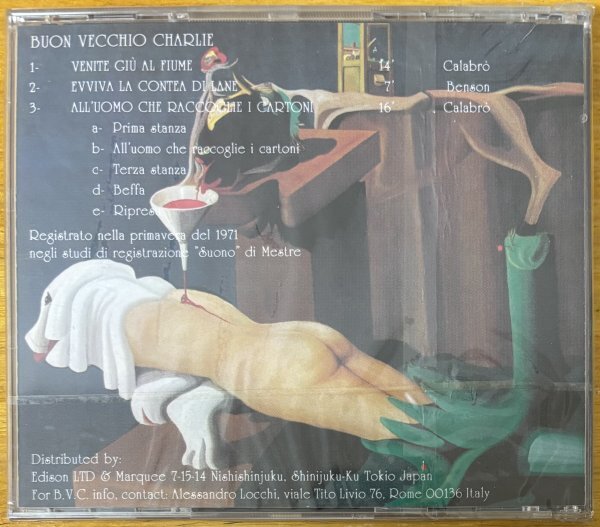 BUON VECCHIO CHARLIE
1- VENITE GIÙ AL FIUME 14' Calabrò
2- EVVIVA LA CONTEA DI LANE 7' Benson
3- ALL'UOMO CHE RACCOGLIE I CARTONI 16' Calabrò
a- Prima stanza
b- All'uomo che raccoglie i cartoni
c- Terza stanza
d- Beffa
e- Ripres
Registrato nella primavera del 1971
negli studi di registrazione "Suono" di Mestre
Distributed by:
Edison LTD & Marquee 7-15-14 Nishishinjuku, Shinijuku-Ku Tokio Japan
For B.V.C. info, contact: Alessandro Locchi, viale Tito Livio 76, Rome 00136 Italy